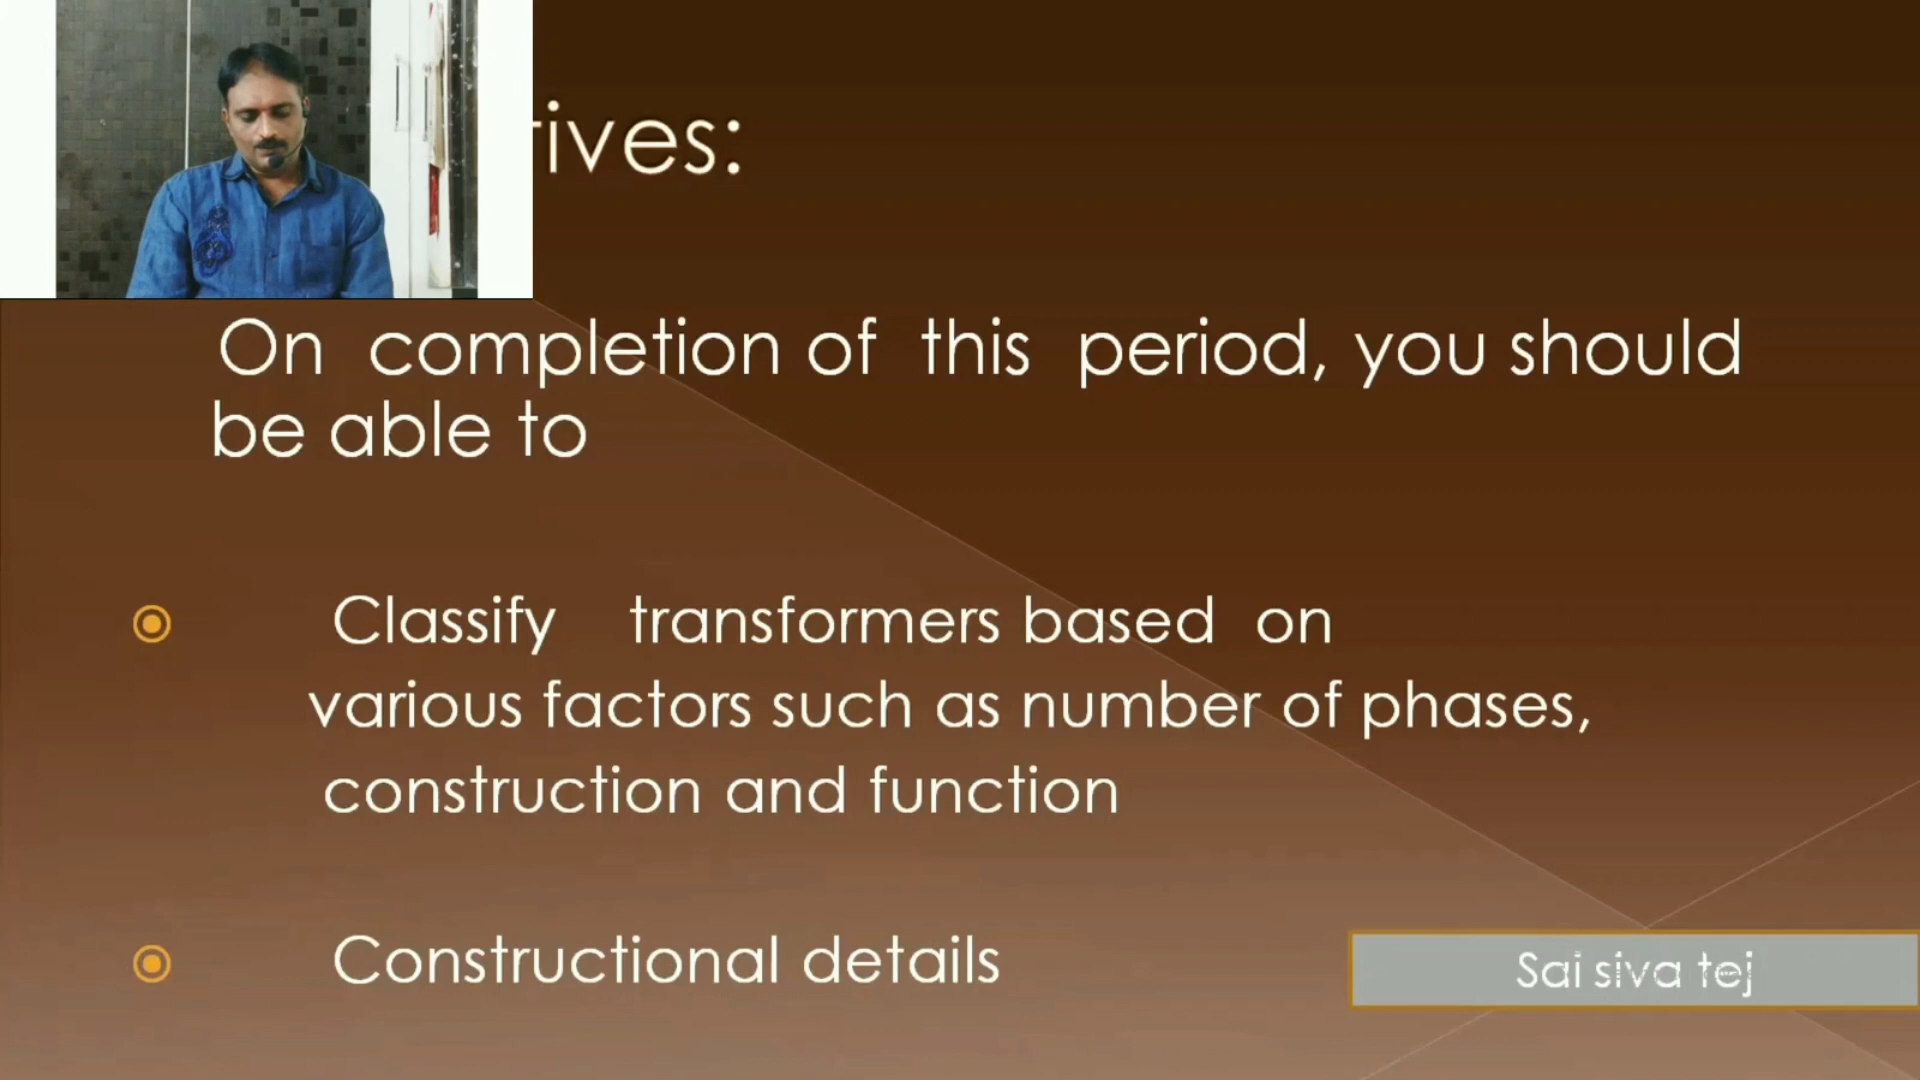 tives:
On completion of this period, you should
be able to
Classify transformers based on
various factors such as number of phases,
construction and function
Constructional details
Sai siva tej